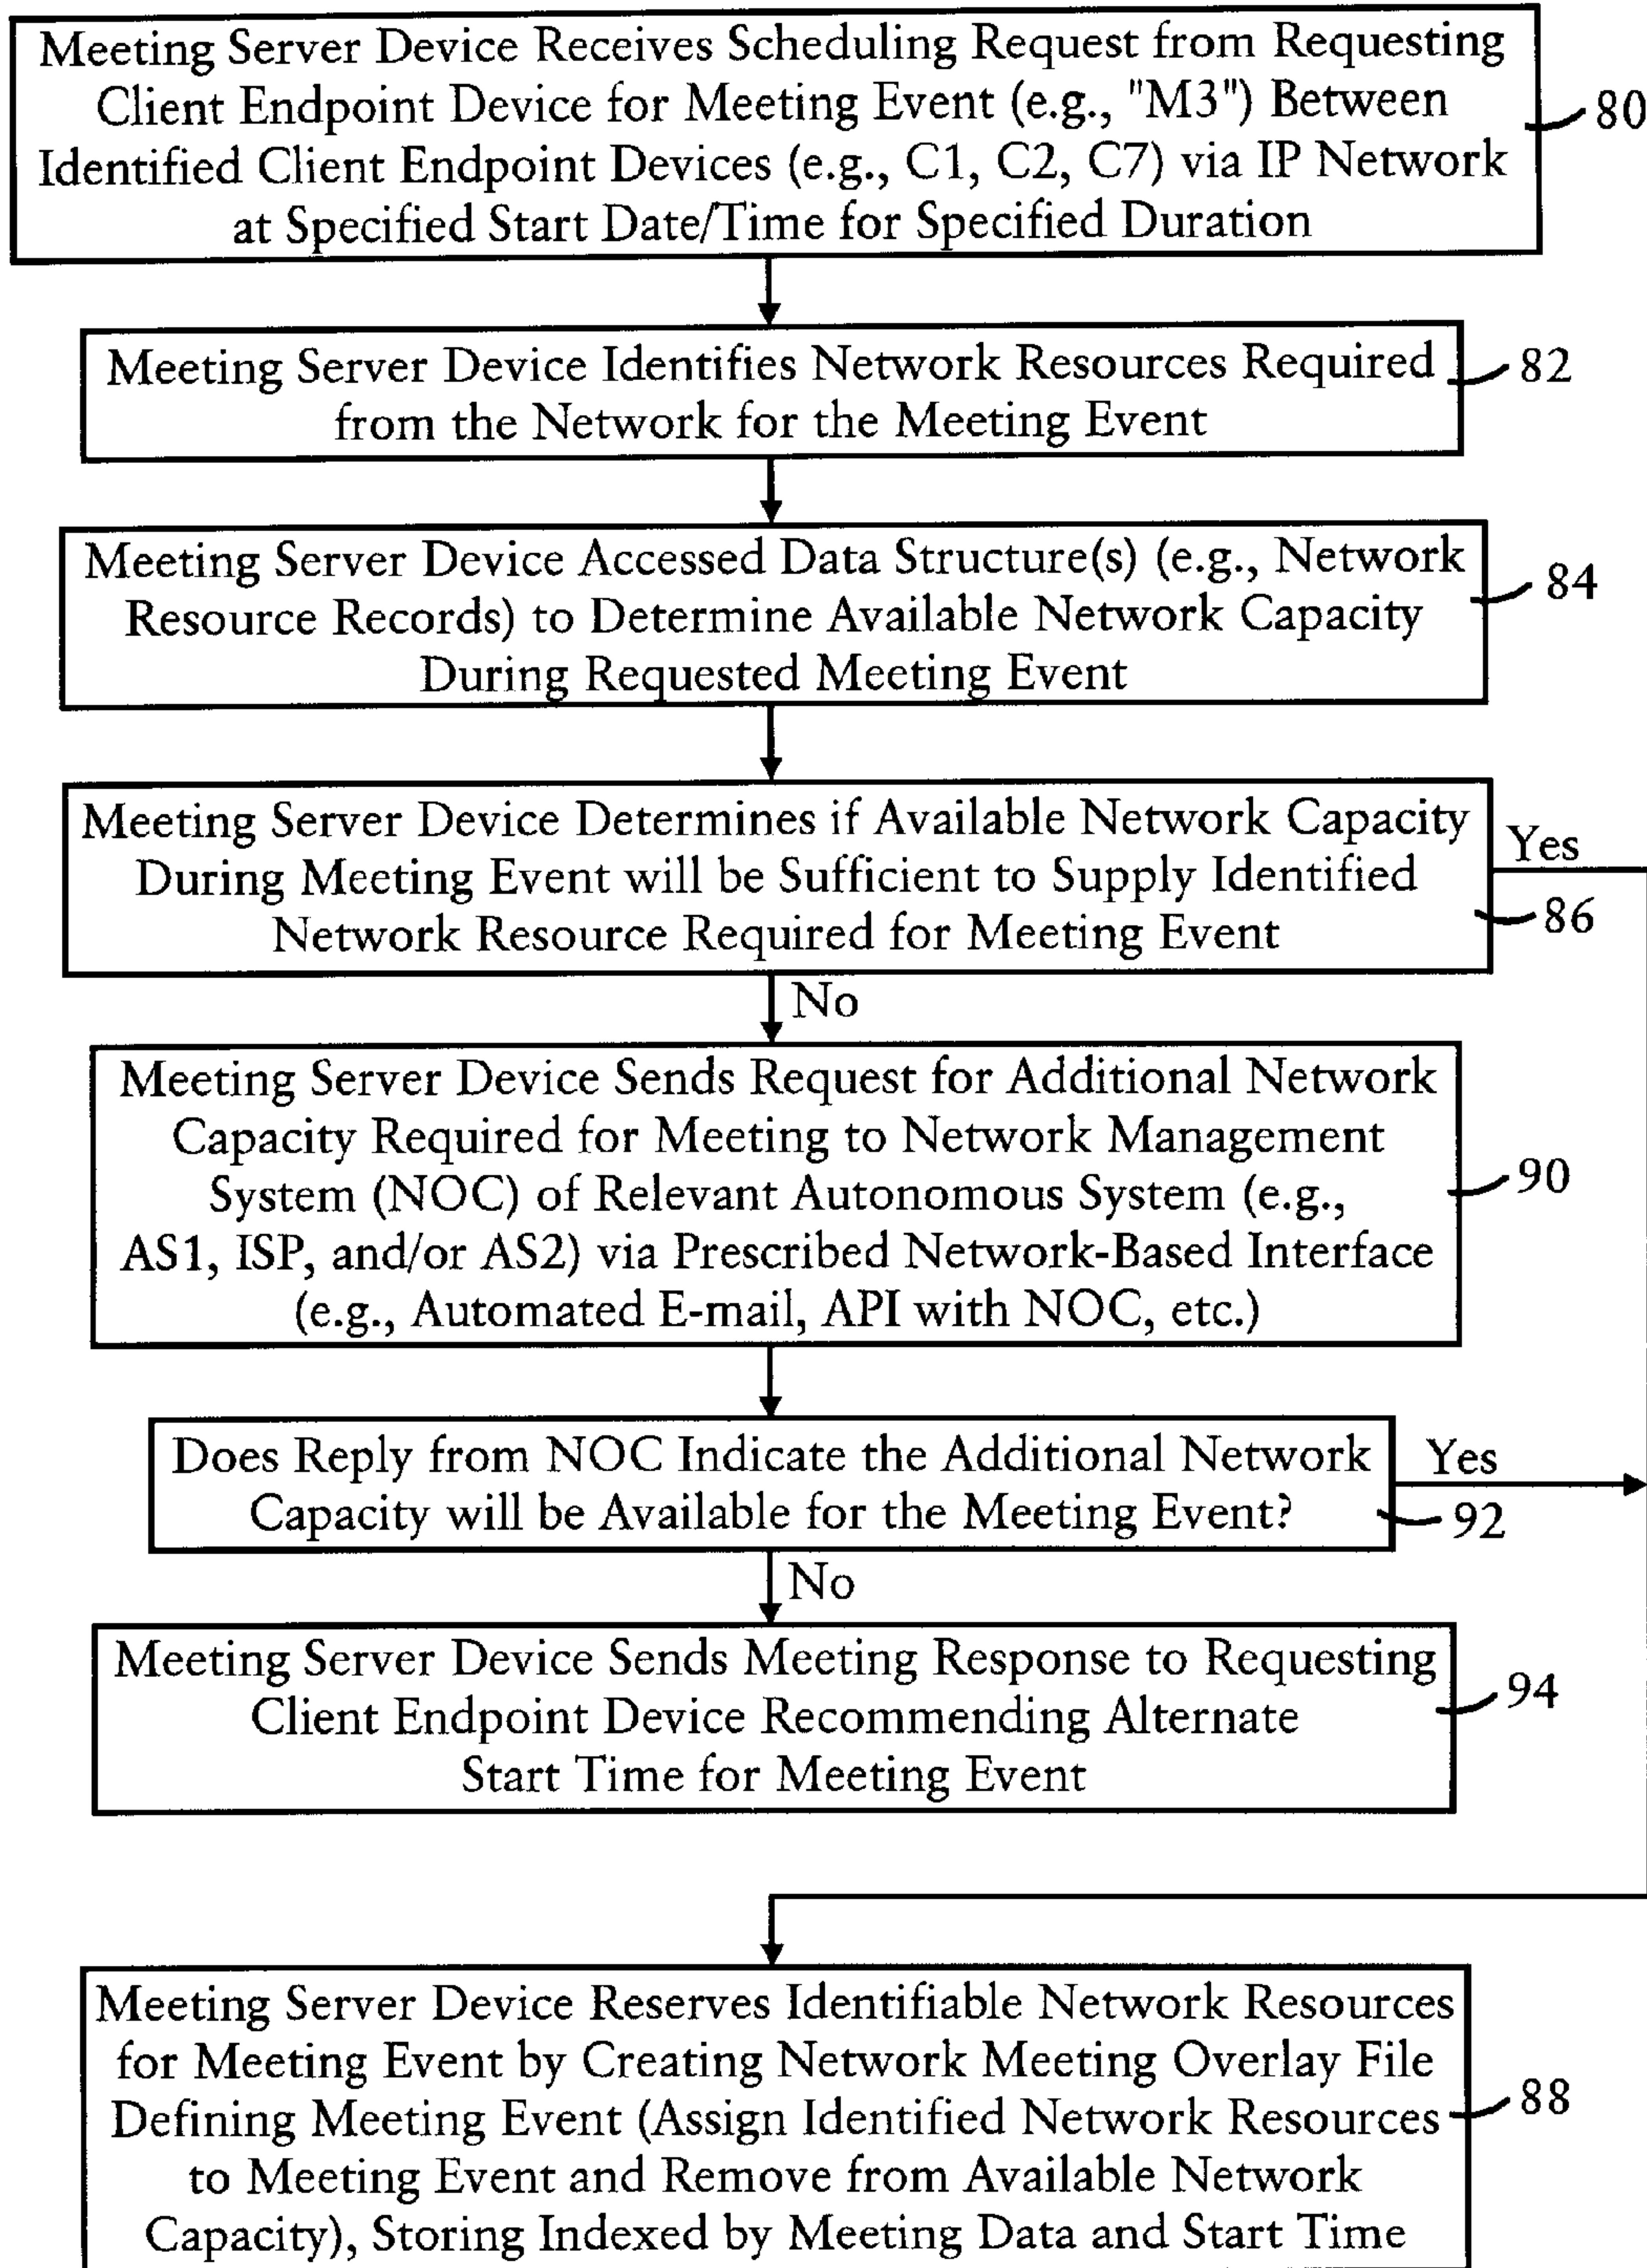 Meeting Server Device Receives Scheduling Request from Requesting
Client Endpoint Device for Meeting Event (e.g., "M3") Between
Identified Client Endpoint Devices (e.g., C1, C2, C7) via IP Network
at Specified Start Date/Time for Specified Duration
80
Meeting Server Device Identifies Network Resources Required
from the Network for the Meeting Event
82
Meeting Server Device Accessed Data Structure(s) (e.g., Network
Resource Records) to Determine Available Network Capacity
During Requested Meeting Event
84
Meeting Server Device Determines if Available Network Capacity
During Meeting Event will be Sufficient to Supply Identified
Network Resource Required for Meeting Event
Yes
86
No
Meeting Server Device Sends Request for Additional Network
Capacity Required for Meeting to Network Management
System (NOC) of Relevant Autonomous System (e.g.,
AS1, ISP, and/or AS2) via Prescribed Network-Based Interface
(e.g., Automated E-mail, API with NOC, etc.)
90
Does Reply from NOC Indicate the Additional Network
Capacity will be Available for the Meeting Event?
Yes
92
No
Meeting Server Device Sends Meeting Response to Requesting
Client Endpoint Device Recommending Alternate
Start Time for Meeting Event
94
Meeting Server Device Reserves Identifiable Network Resources
for Meeting Event by Creating Network Meeting Overlay File
Defining Meeting Event (Assign Identified Network Resources
to Meeting Event and Remove from Available Network
Capacity), Storing Indexed by Meeting Data and Start Time
88